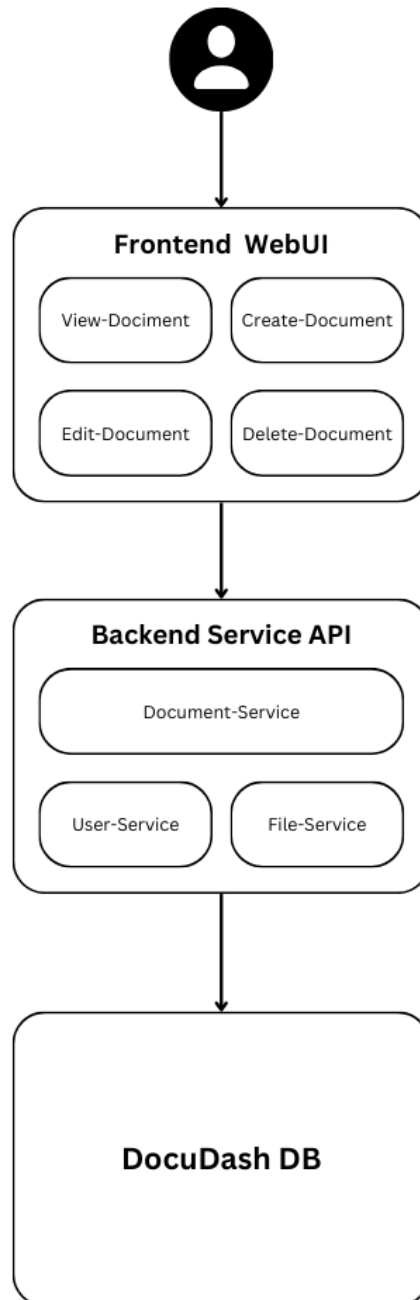 Frontend WebUI
View-Dociment
Create-Document
Edit-Document
Delete-Document
Backend Service API
Document-Service
User-Service
File-Service
DocuDash DB